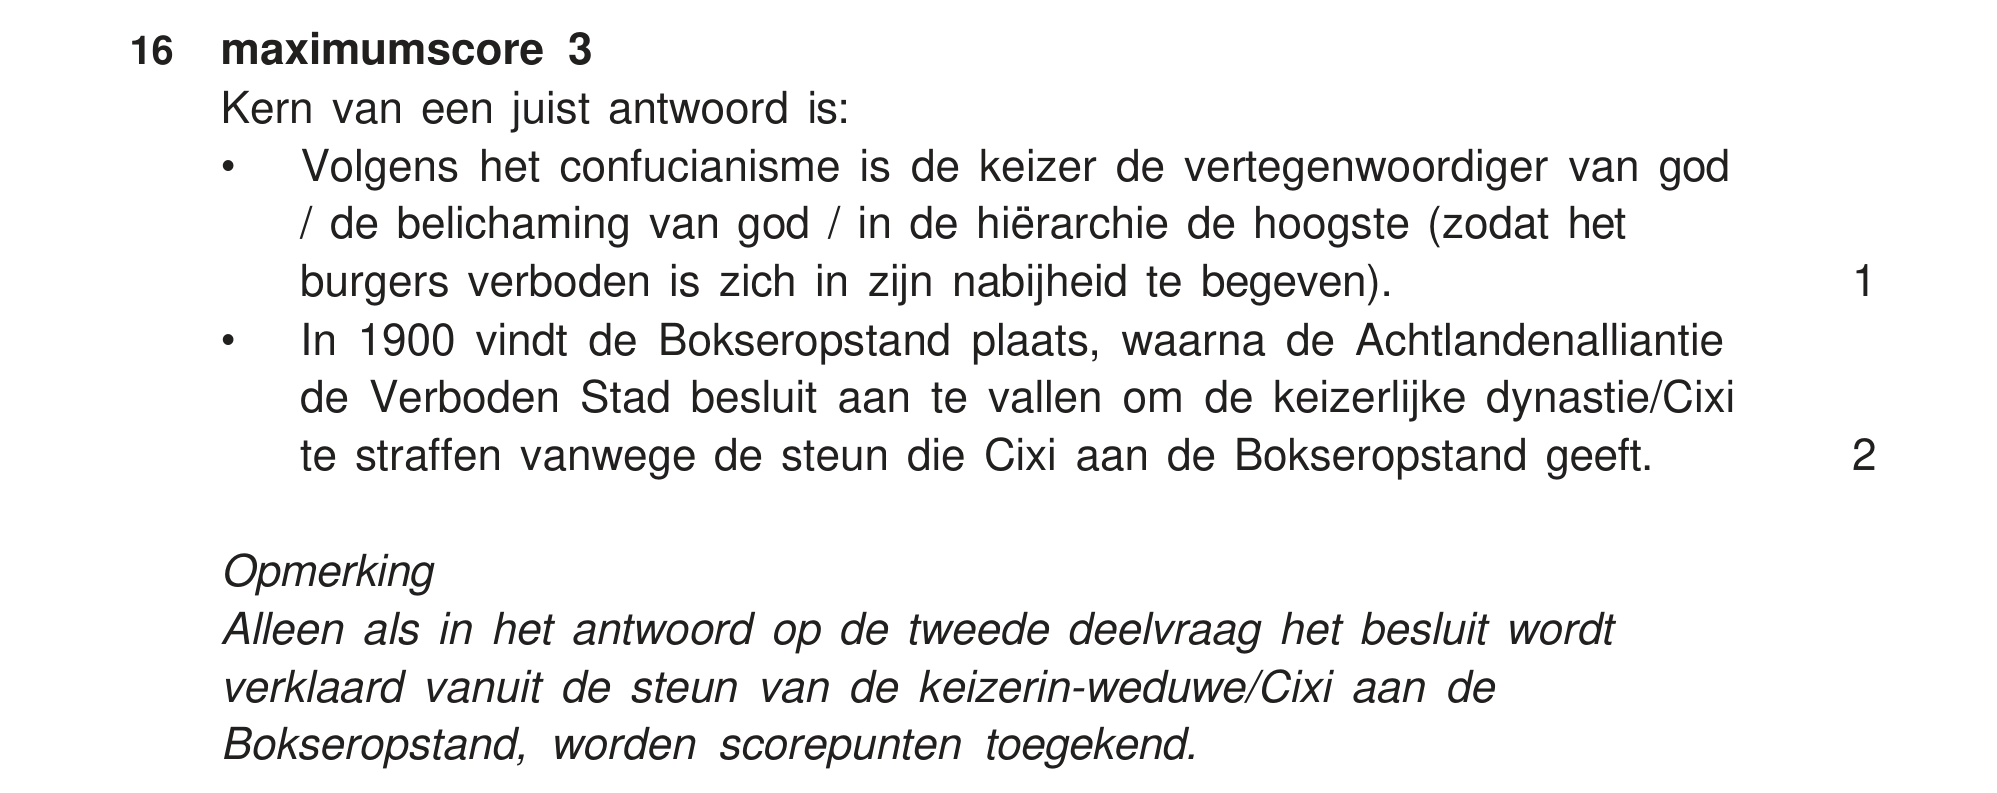 16 maximumscore 3
Kern van een juist antwoord is:
• Volgens het confucianisme is de keizer de vertegenwoordiger van god
/ de belichaming van god / in de hiërarchie de hoogste (zodat het
burgers verboden is zich in zijn nabijheid te begeven). 1
• In 1900 vindt de Bokseropstand plaats, waarna de Achtlandenalliantie
de Verboden Stad besluit aan te vallen om de keizerlijke dynastie/Cixi
te straffen vanwege de steun die Cixi aan de Bokseropstand geeft. 2
Opmerking
Alleen als in het antwoord op de tweede deelvraag het besluit wordt
verklaard vanuit de steun van de keizerin-weduwe/Cixi aan de
Bokseropstand, worden scorepunten toegekend.